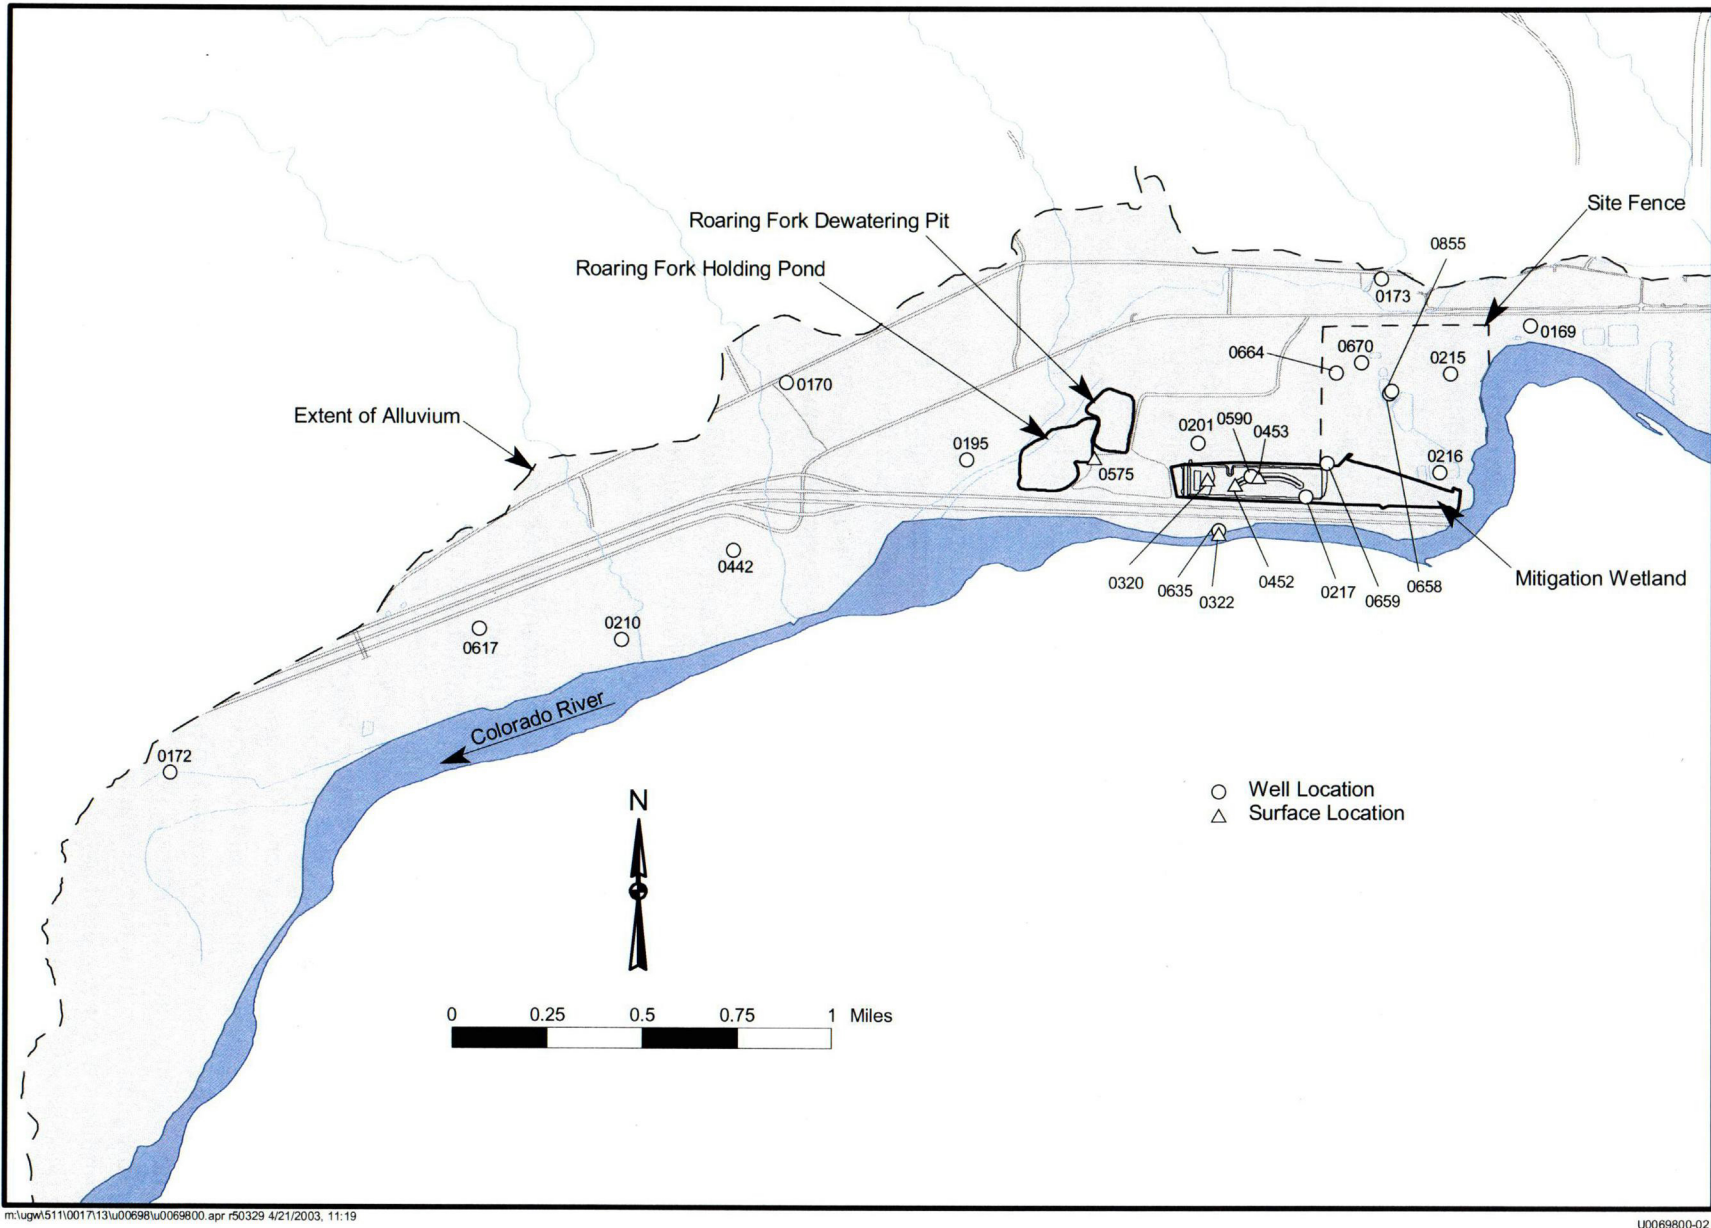 Site Fence
Roaring Fork Dewatering Pit
0855
Roaring Fork Holding Pond
0173
0169
0670
0664
0215
0170
Extent of Alluvium
0590
0201
0453
0195
0575
0216
0442
0320
0635
0322
0452
0217
0659
0658
Mitigation Wetland
0210
0617
Colorado River
0172
N
Well Location
Surface Location
0 0.25 0.5 0.75 1 Miles
m:\ugw\511\0017\13\u00698\u0069800.apr r50329 4/21/2003, 11:19
U0069800-02